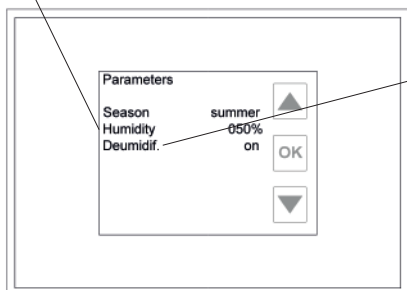 Parameters
Season summer
Humidity 050%
Deumidif. on
OK